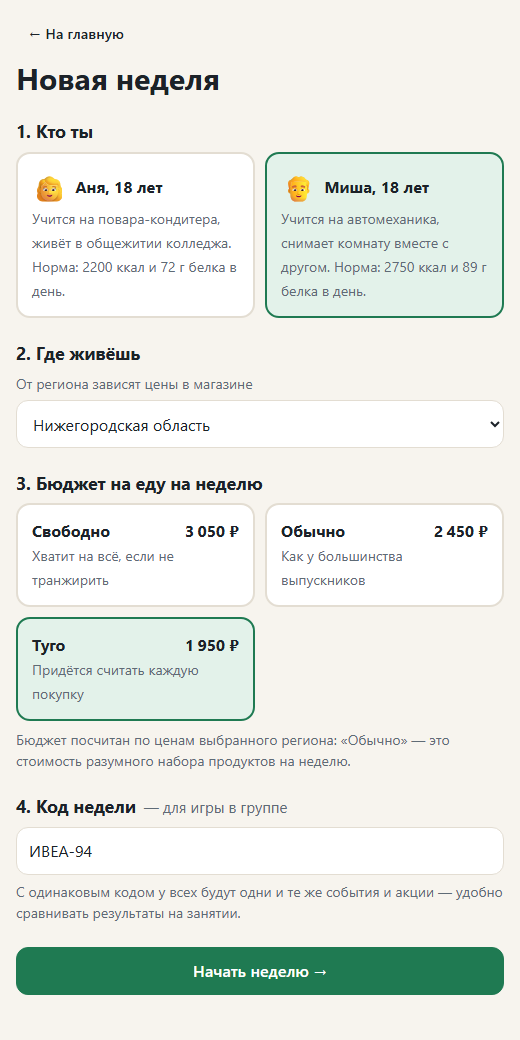 ← На главную
Новая неделя
1. Кто ты
Аня, 18 лет
Учится на повара-кондитера,
живёт в общежитии колледжа.
Норма: 2200 ккал и 72 г белка в
день.
Миша, 18 лет
Учится на автомеханика,
снимает комнату вместе с
другом. Норма: 2750 ккал и 89 г
белка в день.
2. Где живёшь
От региона зависят цены в магазине
Нижегородская область
3. Бюджет на еду на неделю
Свободно 3 050 ₽
Хватит на всё, если не
транжирить
Обычно 2 450 ₽
Как у большинства
выпускников
Туго 1 950 ₽
Придётся считать каждую
покупку
Бюджет посчитан по ценам выбранного региона: «Обычно» — это
стоимость разумного набора продуктов на неделю.
4. Код недели — для игры в группе
ИВЕА-94
С одинаковым кодом у всех будут одни и те же события и акции — удобно
сравнивать результаты на занятии.
Начать неделю →